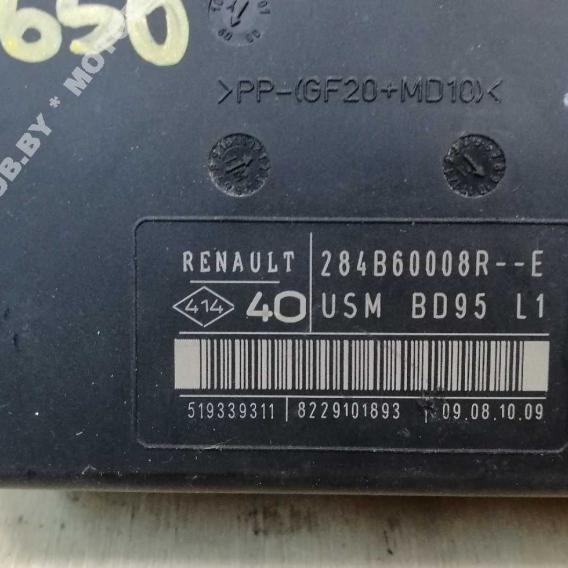 650
>PP-(GF20+MD10)<
RENAULT 284B60008R--E
414 40 USM BD95 L1
519339311 8229101893 09.08.10.09